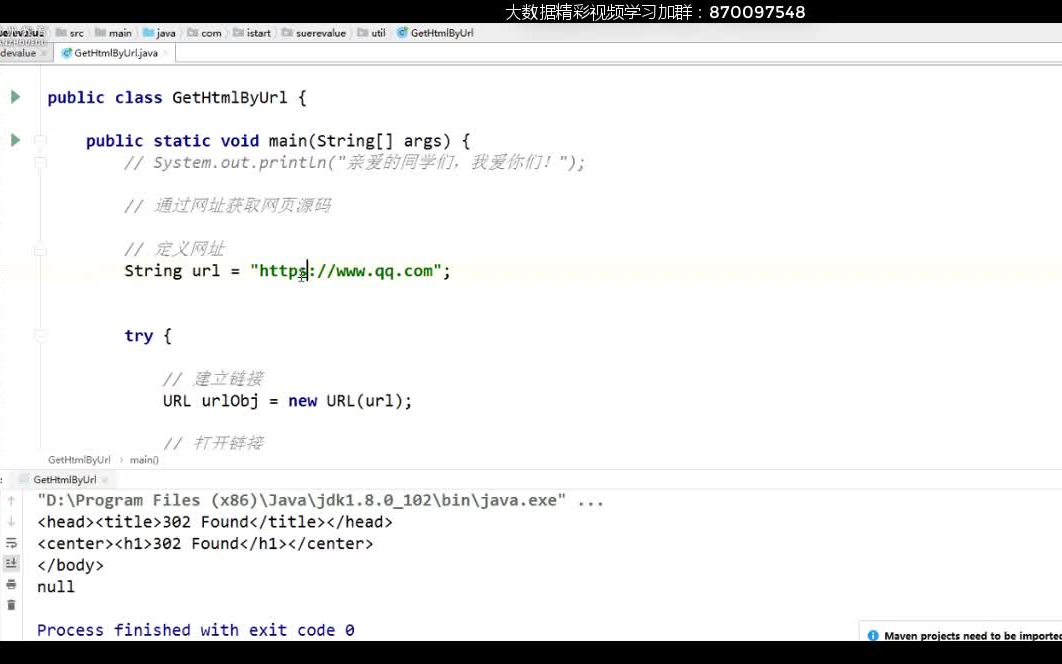 大数据精彩视频学习加群：870097548
src main java com istart suerevalue util GetHtmlByUrl
devalue GetHtmlByUrl.java
public class GetHtmlByUrl {
public static void main(String[] args) {
// System.out.println("亲爱的同学们，我爱你们！");
// 通过网址获取网页源码
// 定义网址
String url = "https://www.qq.com";
try {
// 建立链接
URL urlObj = new URL(url);
// 打开链接
GetHtmlByUrl › main()
GetHtmlByUrl
"D:\Program Files (x86)\Java\jdk1.8.0_102\bin\java.exe" ...
<head><title>302 Found</title></head>
<center><h1>302 Found</h1></center>
</body>
null
Process finished with exit code 0
Maven projects need to be importe